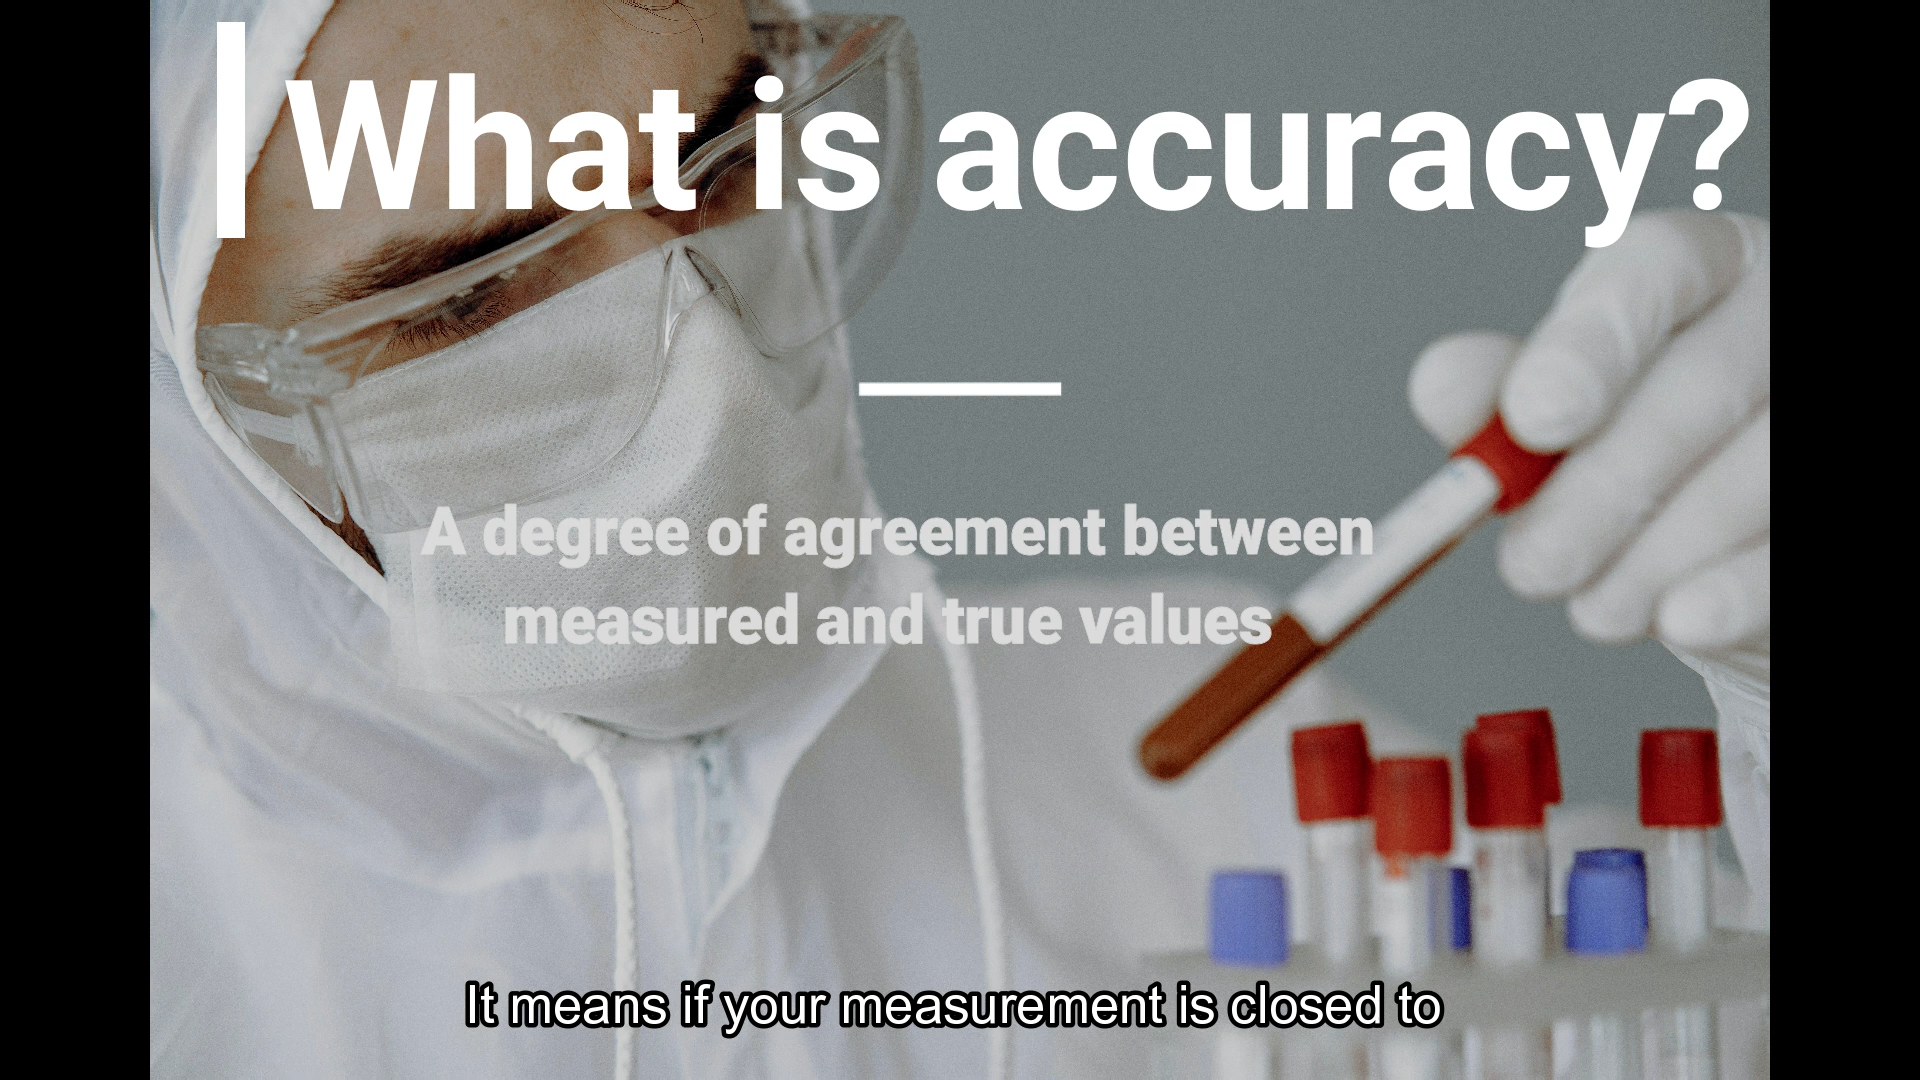 What is accuracy?
A degree of agreement between
measured and true values
It means if your measurement is closed to